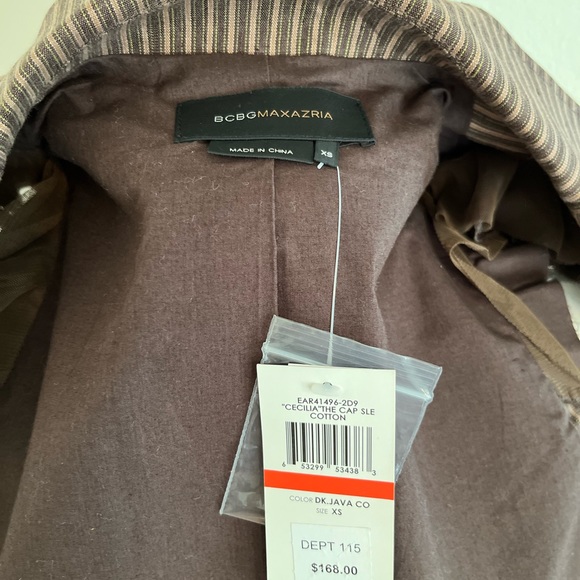 BCBGMAXAZRIA
MADE IN CHINA
XS
EAR41496-2D9
"CECILIA"THE CAP SLE
COTTON
6 53299 53438 3
COLOR DK.JAVA CO
SIZE XS
DEPT 115
$168.00